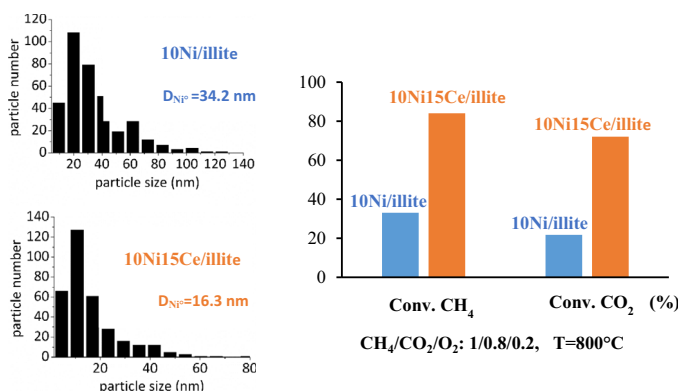 120
100
80
60
40
20
0
particle number
10Ni/illite
D_Ni° =34.2 nm
20 40 60 80 100 120 140
particle size (nm)
140
120
100
80
60
40
20
0
particle number
10Ni15Ce/illite
D_Ni°=16.3 nm
0 20 40 60 80
particle size (nm)
100
80
60
40
20
0
10Ni15Ce/illite
10Ni15Ce/illite
10Ni/illite
10Ni/illite
Conv. CH₄ Conv. CO₂ (%)
CH₄/CO₂/O₂: 1/0.8/0.2, T=800°C